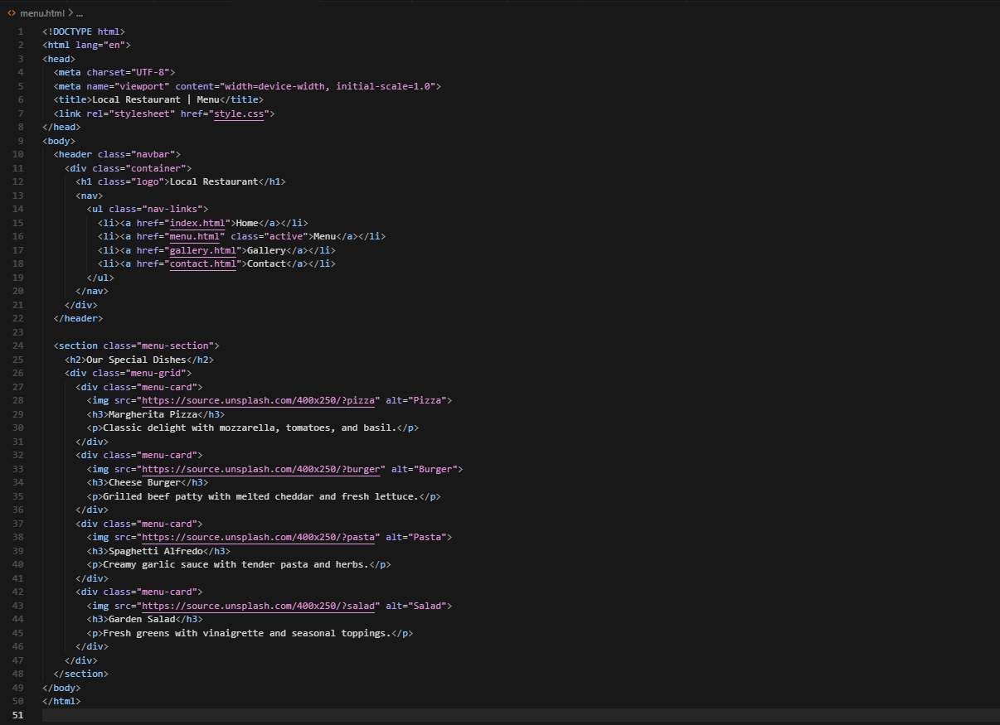 menu.html > ...
1 <!DOCTYPE html>
2 <html lang="en">
3 <head>
4   <meta charset="UTF-8">
5   <meta name="viewport" content="width=device-width, initial-scale=1.0">
6   <title>Local Restaurant | Menu</title>
7   <link rel="stylesheet" href="style.css">
8 </head>
9 <body>
10   <header class="navbar">
11     <div class="container">
12       <h1 class="logo">Local Restaurant</h1>
13       <nav>
14         <ul class="nav-links">
15           <li><a href="index.html">Home</a></li>
16           <li><a href="menu.html" class="active">Menu</a></li>
17           <li><a href="gallery.html">Gallery</a></li>
18           <li><a href="contact.html">Contact</a></li>
19         </ul>
20       </nav>
21     </div>
22   </header>
23
24   <section class="menu-section">
25     <h2>Our Special Dishes</h2>
26     <div class="menu-grid">
27       <div class="menu-card">
28         <img src="https://source.unsplash.com/400x250/?pizza" alt="Pizza">
29         <h3>Margherita Pizza</h3>
30         <p>Classic delight with mozzarella, tomatoes, and basil.</p>
31       </div>
32       <div class="menu-card">
33         <img src="https://source.unsplash.com/400x250/?burger" alt="Burger">
34         <h3>Cheese Burger</h3>
35         <p>Grilled beef patty with melted cheddar and fresh lettuce.</p>
36       </div>
37       <div class="menu-card">
38         <img src="https://source.unsplash.com/400x250/?pasta" alt="Pasta">
39         <h3>Spaghetti Alfredo</h3>
40         <p>Creamy garlic sauce with tender pasta and herbs.</p>
41       </div>
42       <div class="menu-card">
43         <img src="https://source.unsplash.com/400x250/?salad" alt="Salad">
44         <h3>Garden Salad</h3>
45         <p>Fresh greens with vinaigrette and seasonal toppings.</p>
46       </div>
47     </div>
48   </section>
49 </body>
50 </html>
51